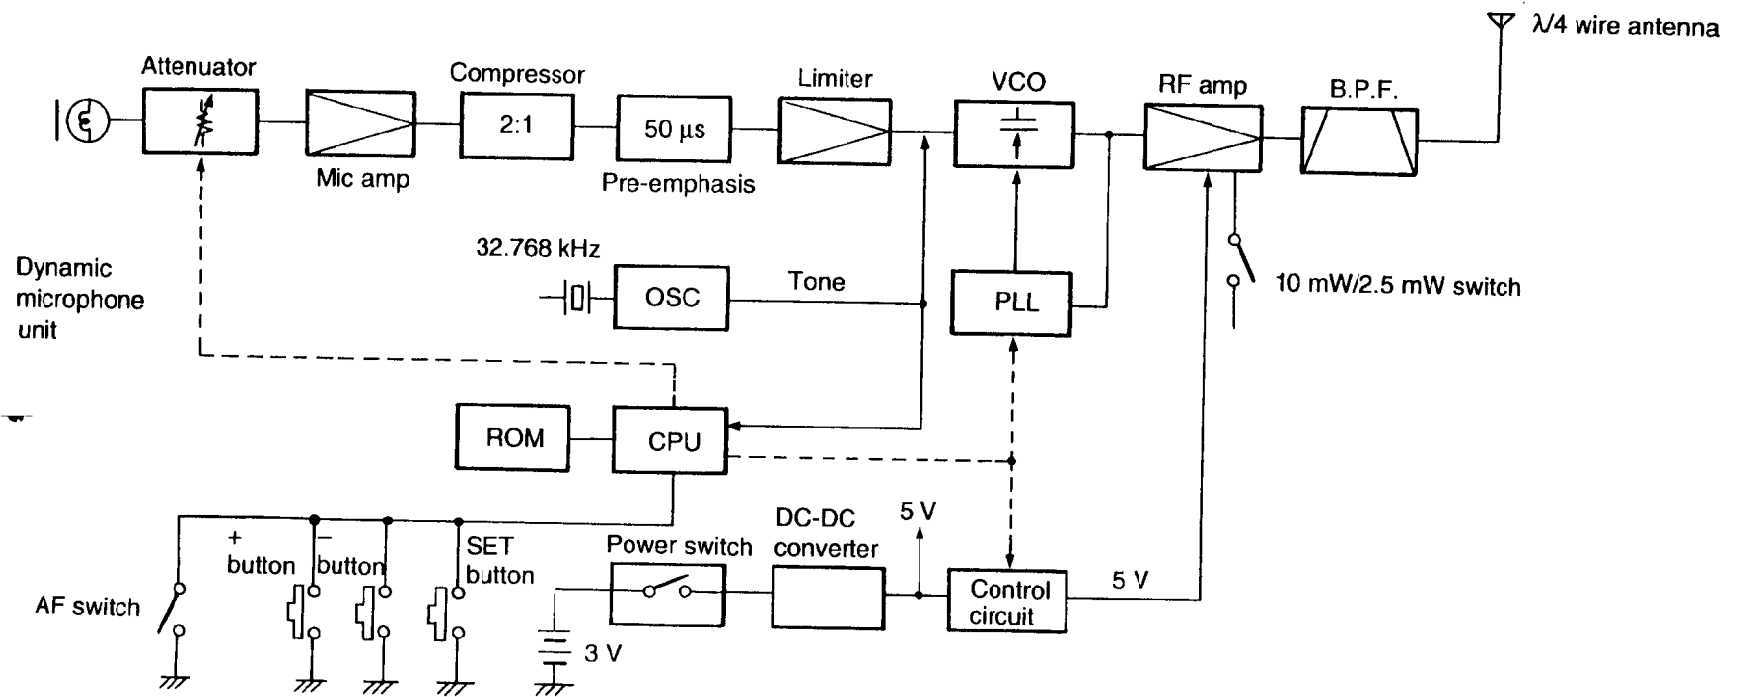 λ/4 wire antenna
Attenuator
Compressor
Limiter
VCO
RF amp
B.P.F.
2:1
50 µs
Mic amp
Pre-emphasis
Dynamic
microphone
unit
32.768 kHz
OSC
Tone
PLL
10 mW/2.5 mW switch
ROM
CPU
+
button
−
button
SET
button
AF switch
Power switch
3 V
DC-DC
converter
5 V
Control
circuit
5 V